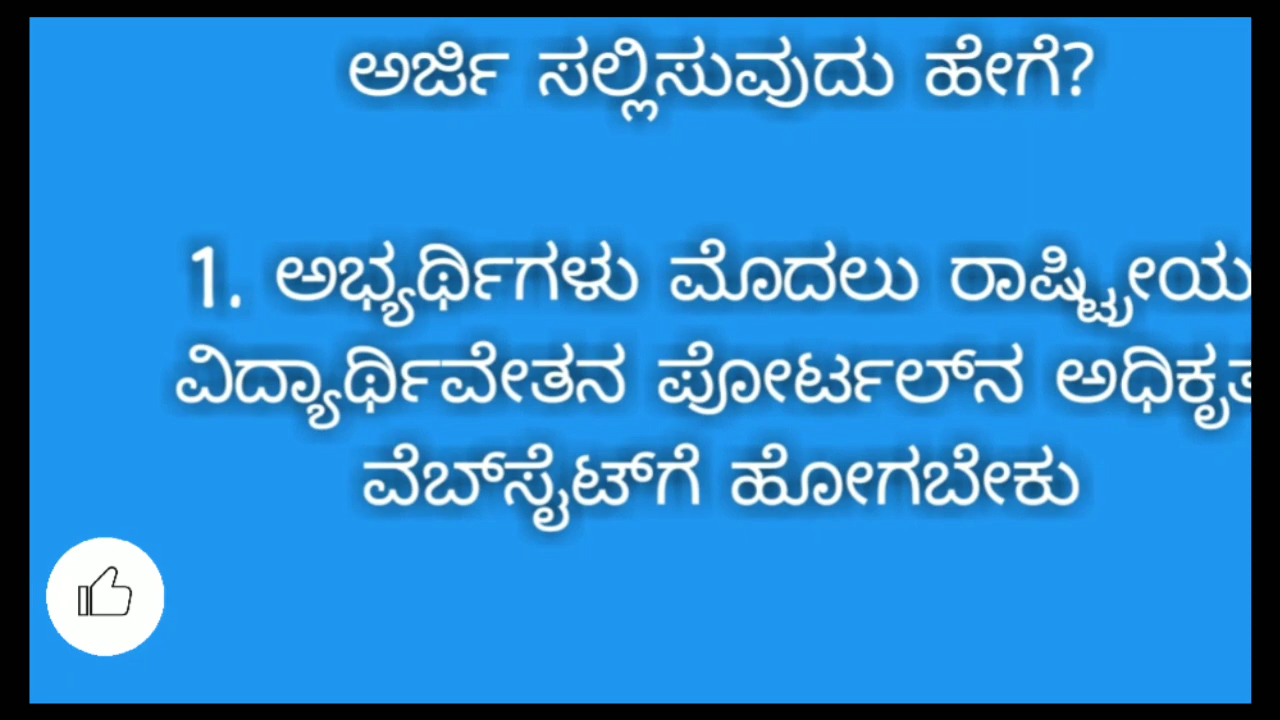 ಅರ್ಜಿ ಸಲ್ಲಿಸುವುದು ಹೇಗೆ?
1. ಅಭ್ಯರ್ಥಿಗಳು ಮೊದಲು ರಾಷ್ಟ್ರೀಯ
ವಿದ್ಯಾರ್ಥಿವೇತನ ಪೋರ್ಟಲ್‌ನ ಅಧಿಕೃತ
ವೆಬ್‌ಸೈಟ್‌ಗೆ ಹೋಗಬೇಕು